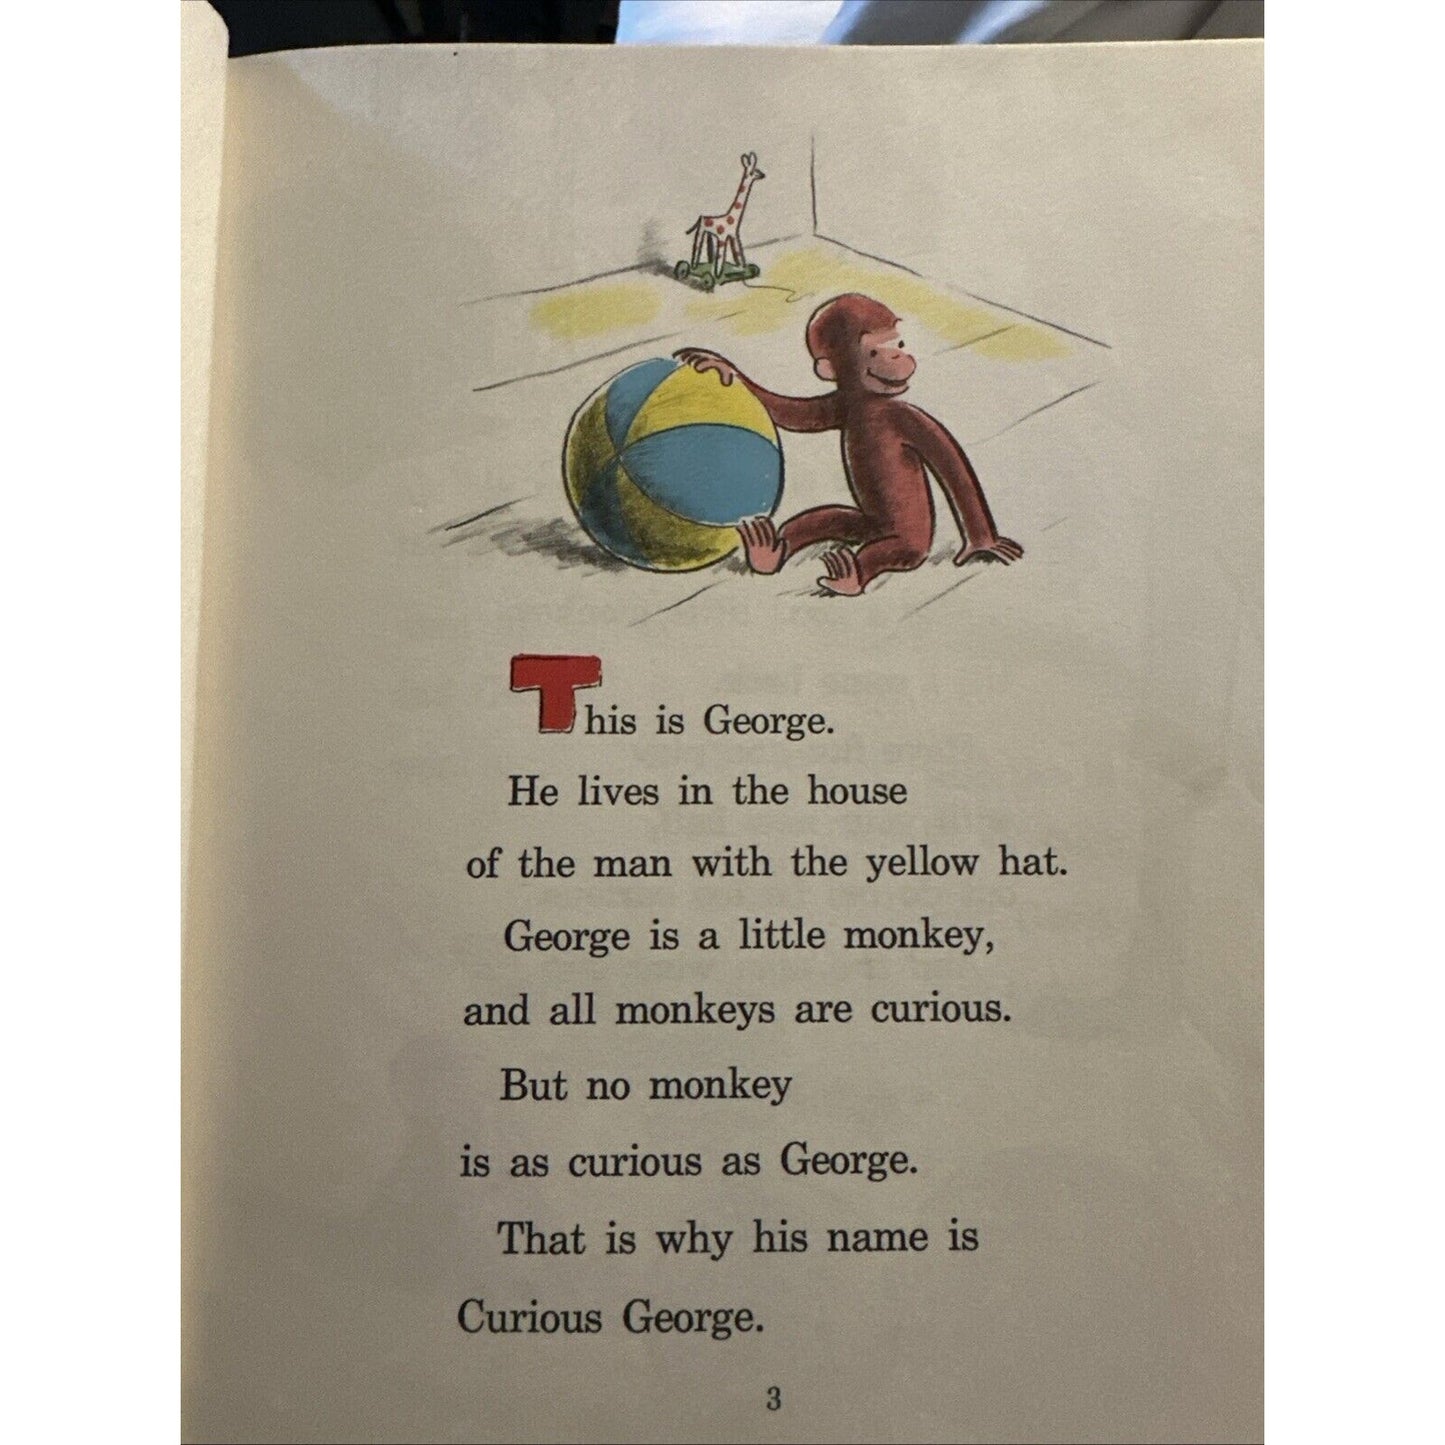 This is George.
He lives in the house
of the man with the yellow hat.
George is a little monkey,
and all monkeys are curious.
But no monkey
is as curious as George.
That is why his name is
Curious George.
3